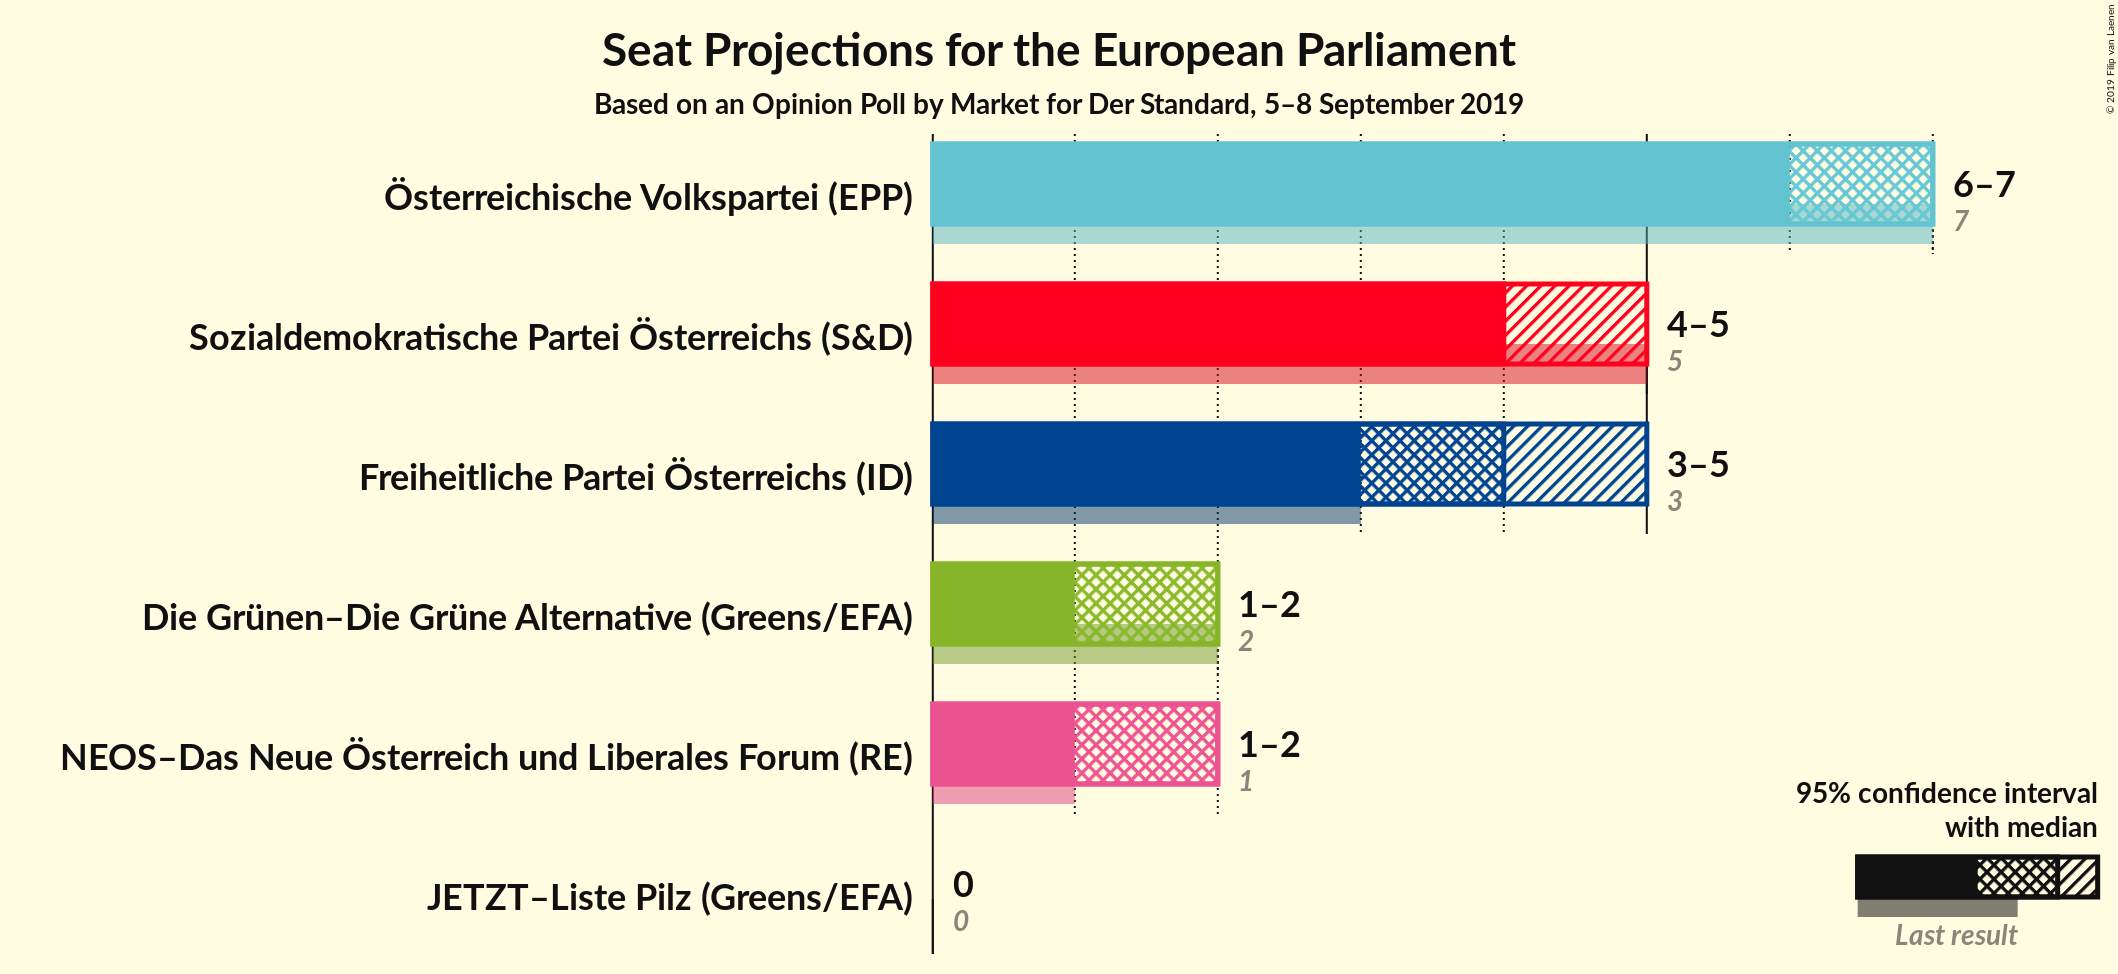 Seat Projections for the European Parliament
Based on an Opinion Poll by Market for Der Standard, 5–8 September 2019
© 2019 Filip van Laenen
Österreichische Volkspartei (EPP)
6–7
7
Sozialdemokratische Partei Österreichs (S&D)
4–5
5
Freiheitliche Partei Österreichs (ID)
3–5
3
Die Grünen–Die Grüne Alternative (Greens/EFA)
1–2
2
NEOS–Das Neue Österreich und Liberales Forum (RE)
1–2
1
JETZT–Liste Pilz (Greens/EFA)
0
0
95% confidence interval
with median
Last result